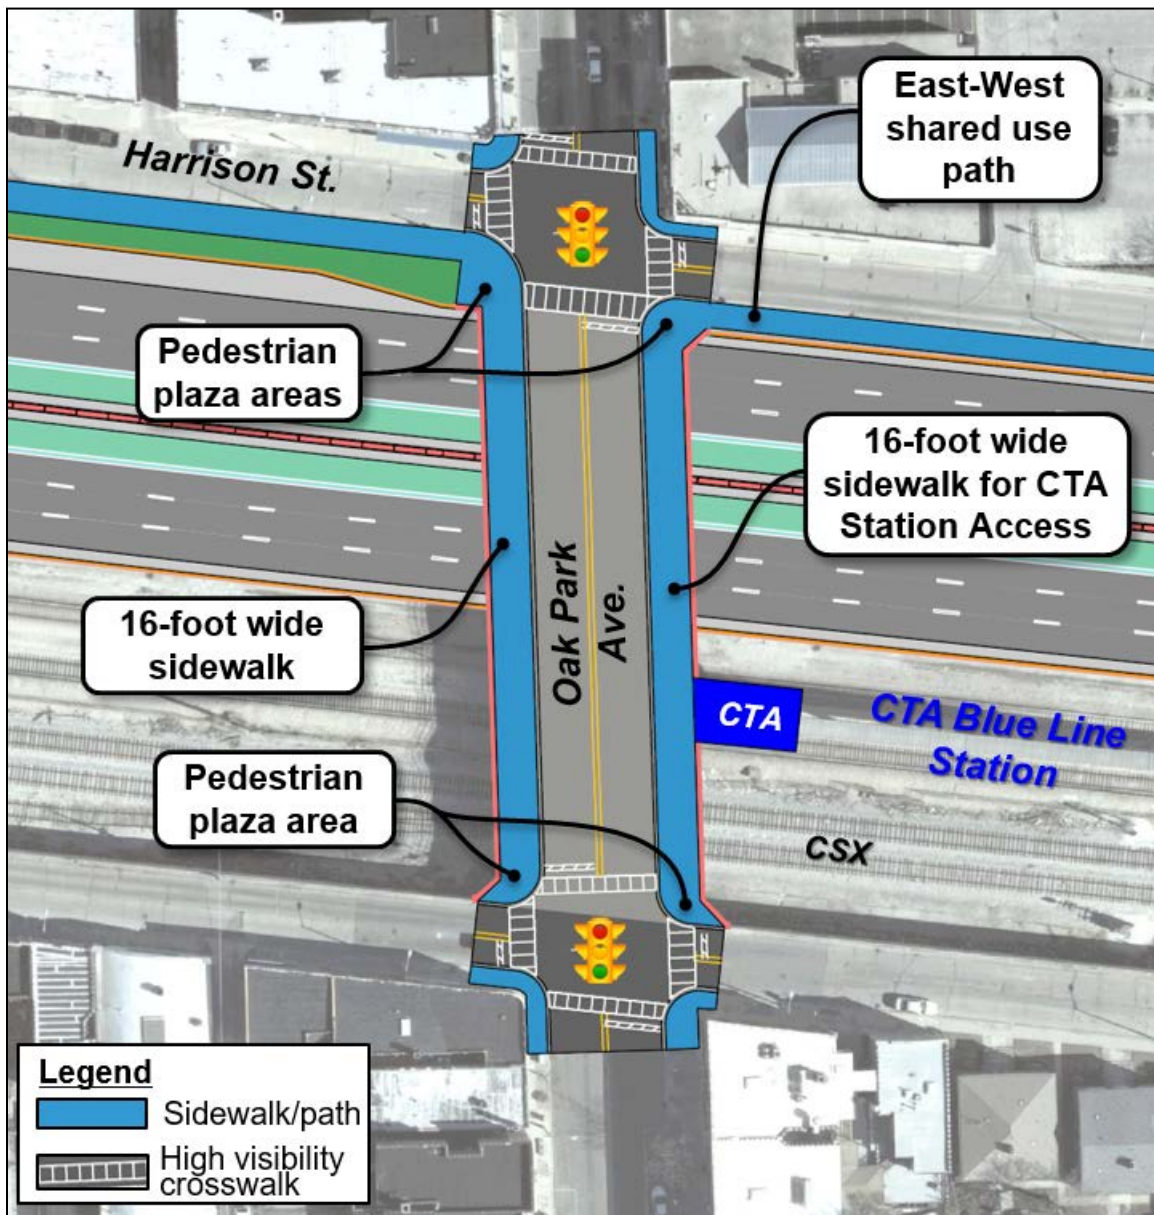 East-West
shared use
path
Harrison St.
Pedestrian
plaza areas
16-foot wide
sidewalk for CTA
Station Access
Oak Park
Ave.
16-foot wide
sidewalk
CTA
CTA Blue Line
Station
Pedestrian
plaza area
CSX
Legend
Sidewalk/path
High visibility
crosswalk